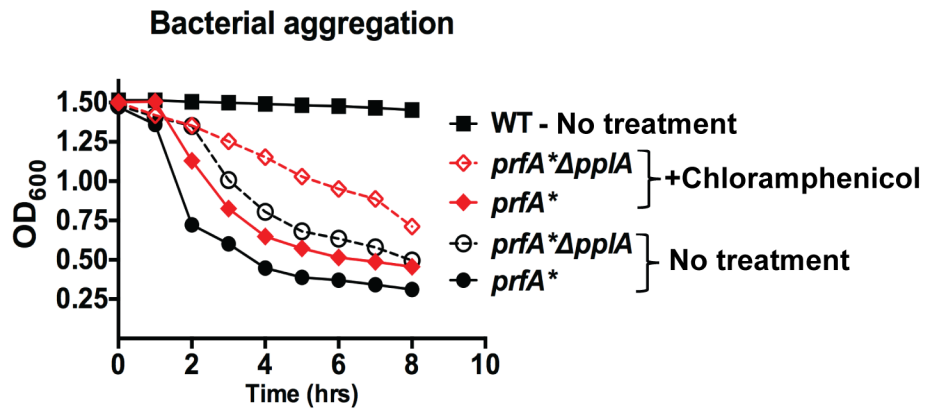 Bacterial aggregation
OD600
1.50
1.25
1.00
0.75
0.50
0.25
0 2 4 6 8 10
Time (hrs)
WT - No treatment
prfA*ΔpplA
prfA*
+Chloramphenicol
prfA*ΔpplA
prfA*
No treatment